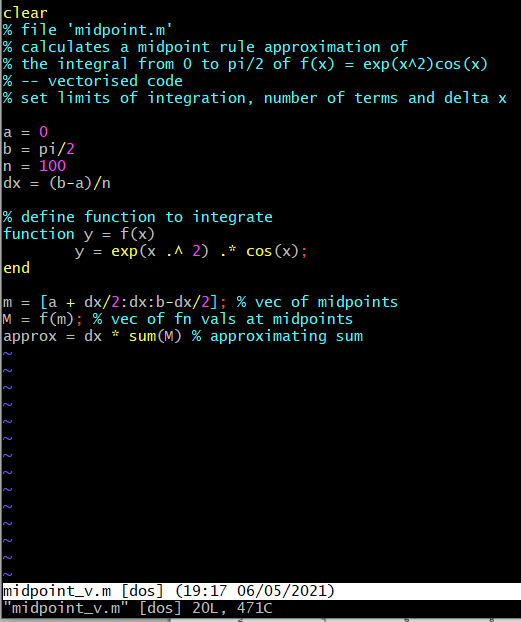 clear
% file 'midpoint.m'
% calculates a midpoint rule approximation of
% the integral from 0 to pi/2 of f(x) = exp(x^2)cos(x)
% -- vectorised code
% set limits of integration, number of terms and delta x
a = 0
b = pi/2
n = 100
dx = (b-a)/n
% define function to integrate
function y = f(x)
        y = exp(x .^ 2) .* cos(x);
end
m = [a + dx/2:dx:b-dx/2]; % vec of midpoints
M = f(m); % vec of fn vals at midpoints
approx = dx * sum(M) % approximating sum
~
~
~
~
~
~
~
~
~
~
~
~
~
~
midpoint_v.m [dos] (19:17 06/05/2021)
"midpoint_v.m" [dos] 20L, 471C